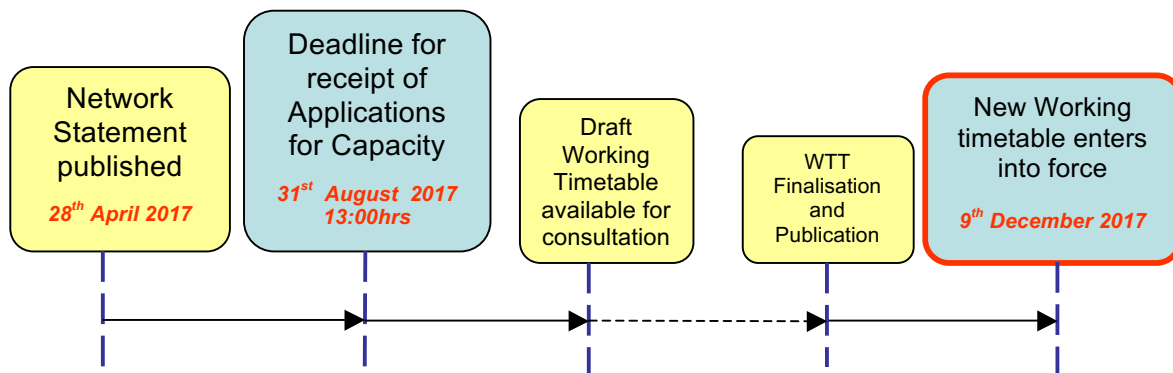 Network
Statement
published
28th April 2017
Deadline for
receipt of
Applications
for Capacity
31st August 2017
13:00hrs
Draft
Working
Timetable
available for
consultation
WTT
Finalisation
and
Publication
New Working
timetable enters
into force
9th December 2017